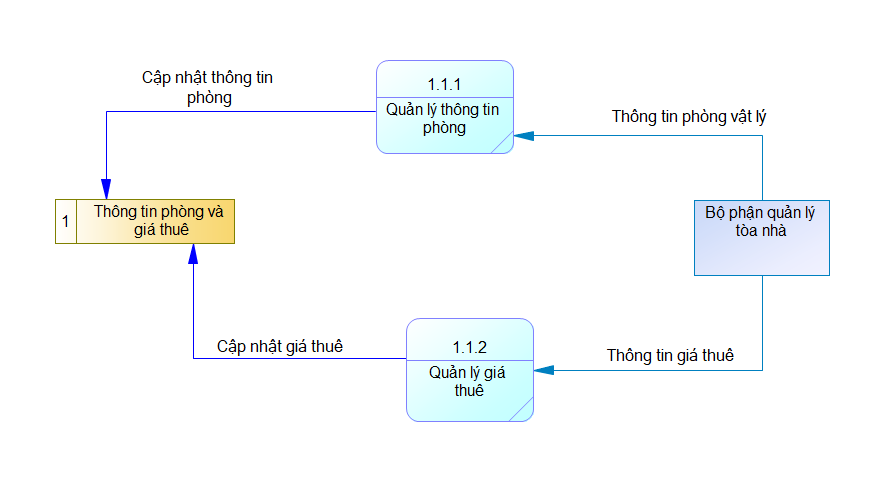 Cập nhật thông tin
phòng
1.1.1
Quản lý thông tin
phòng
Thông tin phòng vật lý
1
Thông tin phòng và
giá thuê
Bộ phận quản lý
tòa nhà
Cập nhật giá thuê
1.1.2
Quản lý giá
thuê
Thông tin giá thuê